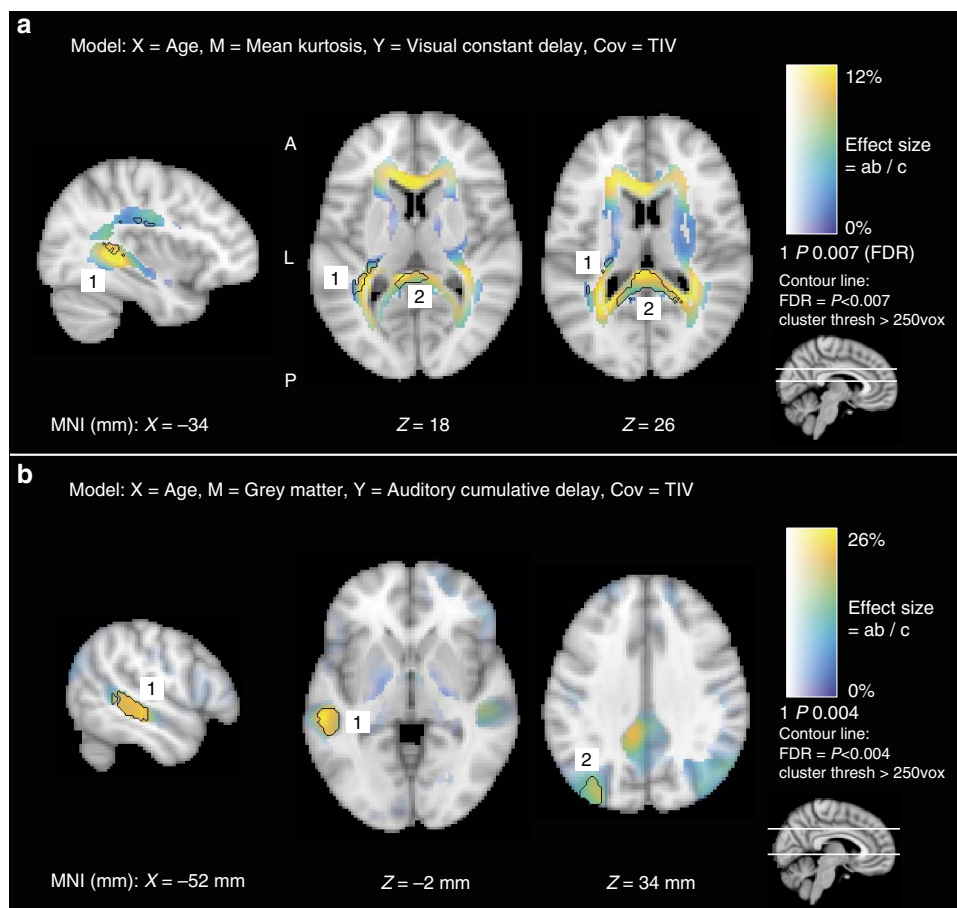 a
Model: X = Age, M = Mean kurtosis, Y = Visual constant delay, Cov = TIV
12%
Effect size
= ab / c
0%
1 P 0.007 (FDR)
Contour line:
FDR = P<0.007
cluster thresh > 250vox
A
L
P
1
1
2
1
2
MNI (mm): X = –34
Z = 18
Z = 26
b
Model: X = Age, M = Grey matter, Y = Auditory cumulative delay, Cov = TIV
26%
Effect size
= ab / c
0%
1 P 0.004
Contour line:
FDR = P<0.004
cluster thresh > 250vox
1
1
2
MNI (mm): X = –52 mm
Z = –2 mm
Z = 34 mm